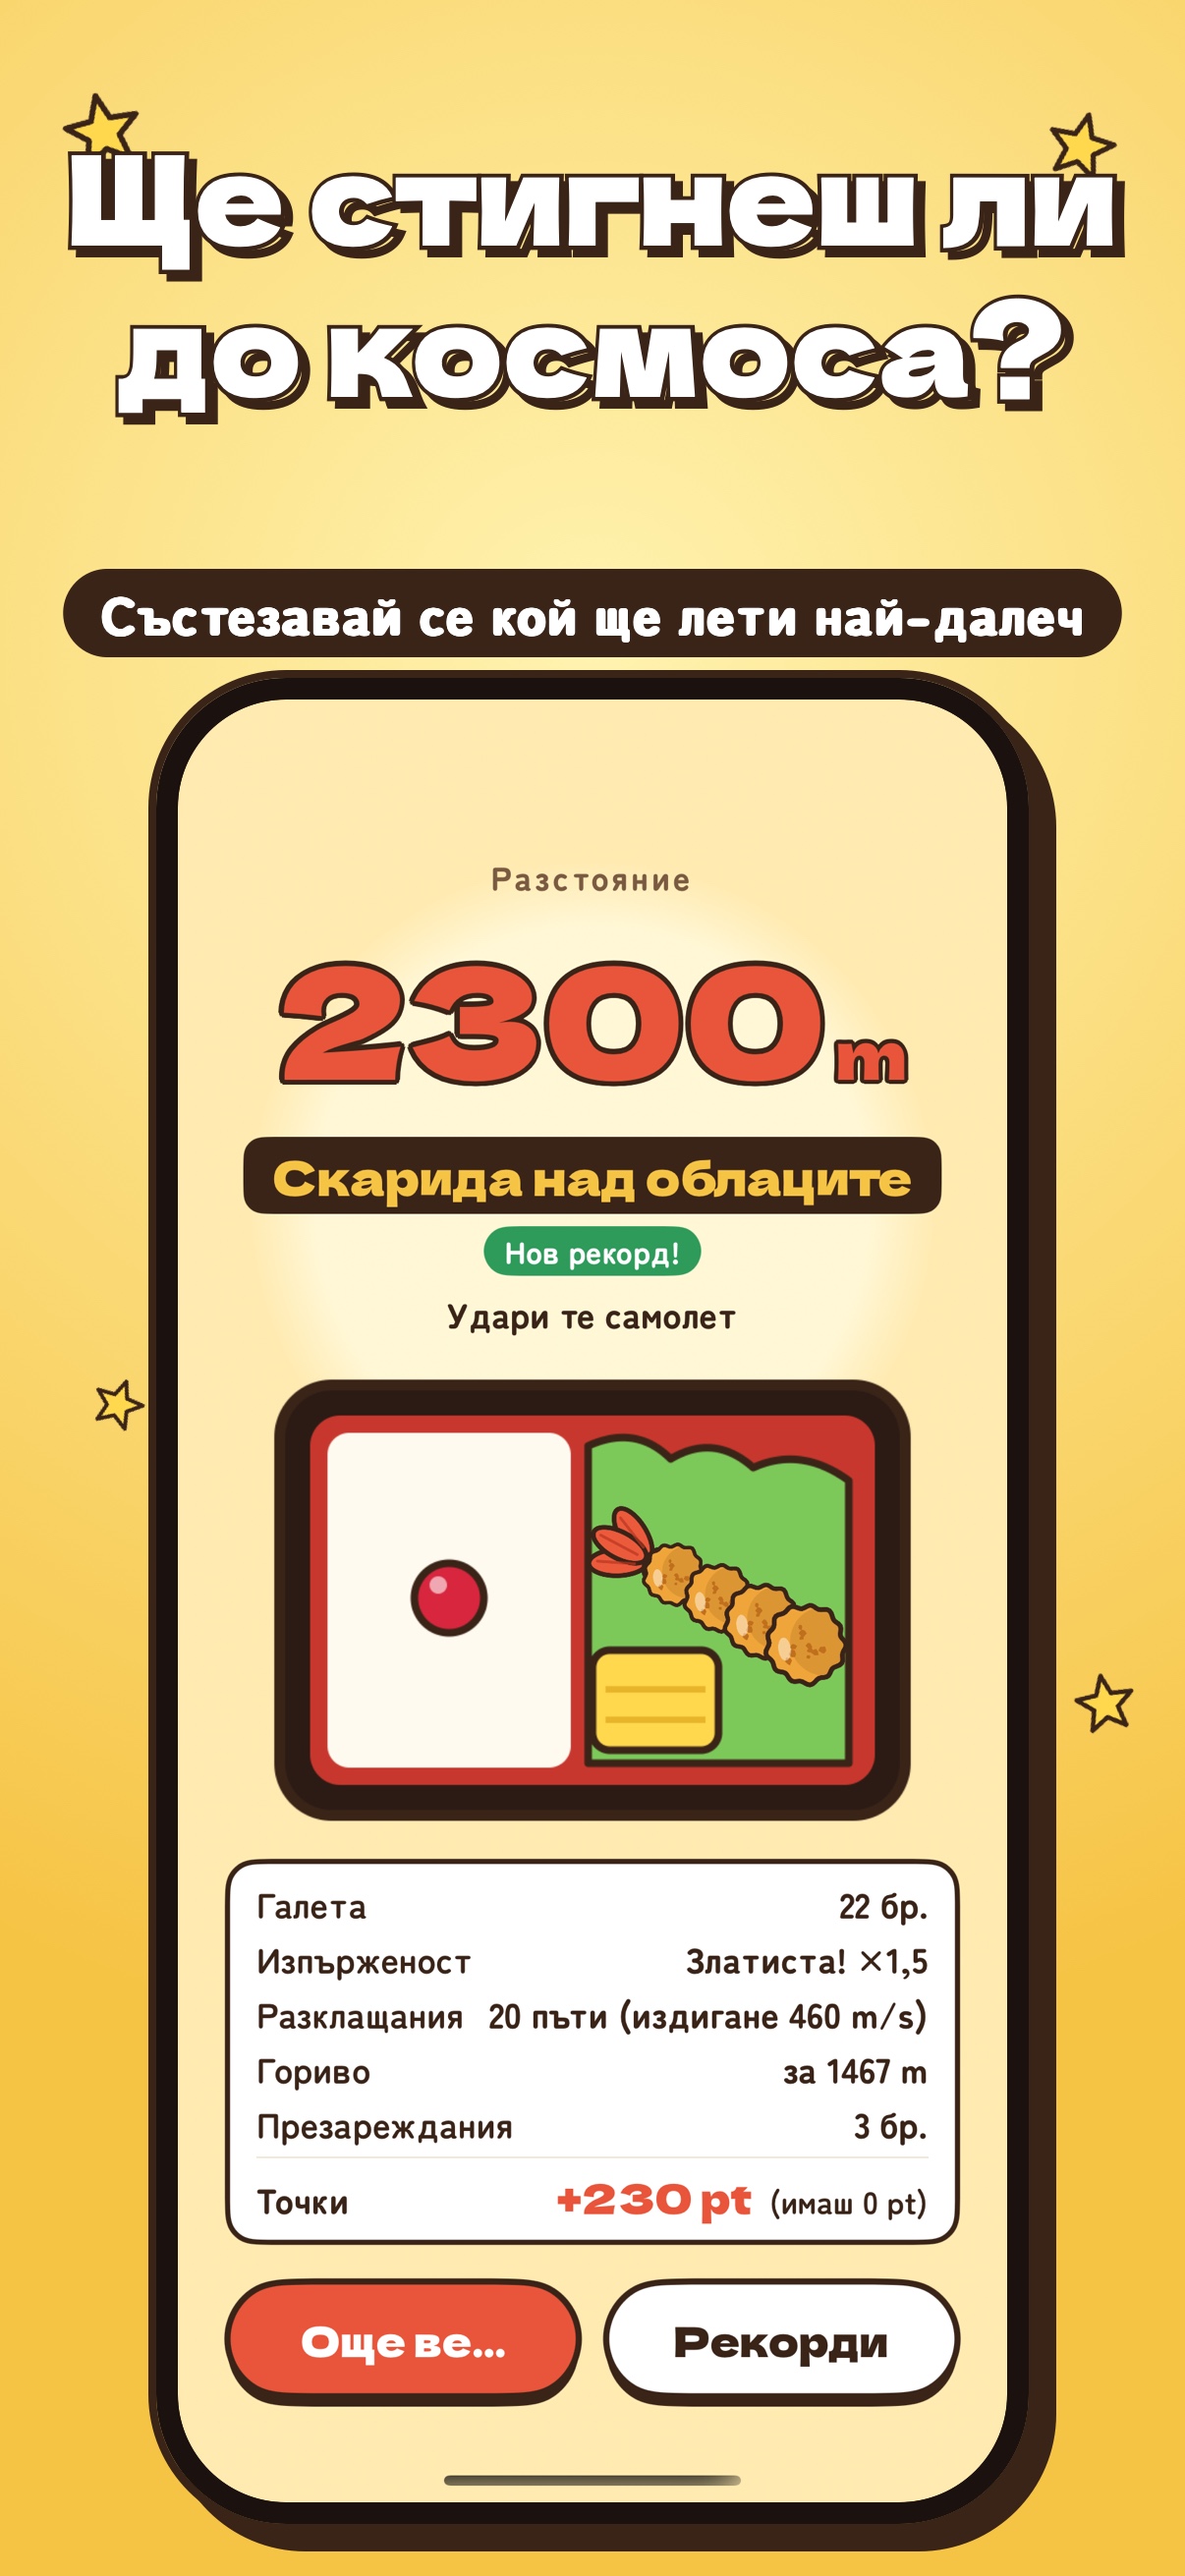 Ще стигнеш ли
до космоса?
Състезавай се кой ще лети най-далеч
Разстояние
2300 m
Скарида над облаците
Нов рекорд!
Удари те самолет
Галета 22 бр.
Изпърженост Златиста! ×1,5
Разклащания 20 пъти (издигане 460 m/s)
Гориво за 1467 m
Презареждания 3 бр.
Точки +230 pt (имаш 0 pt)
Още ве...
Рекорди